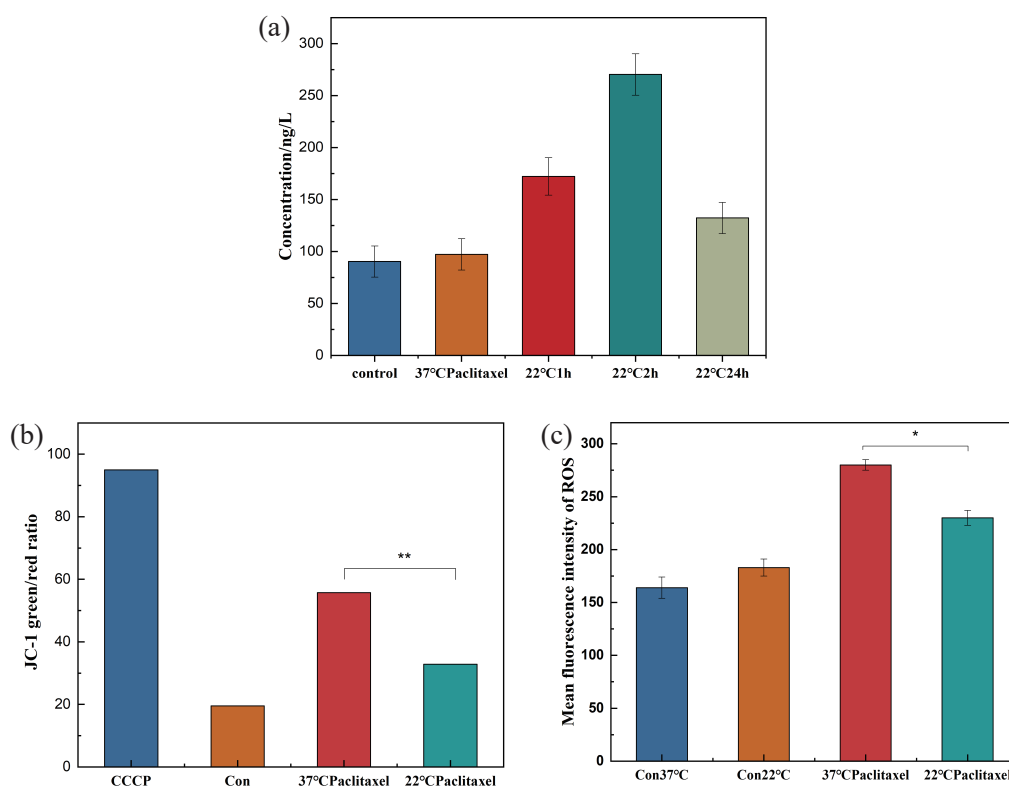 (a)
Concentration/ng/L
300
250
200
150
100
50
0
control 37°CPaclitaxel 22°C1h 22°C2h 22°C24h
(b)
JC-1 green/red ratio
100
80
60
40
20
0
**
CCCP Con 37°CPaclitaxel 22°CPaclitaxel
(c)
Mean fluorescence intensity of ROS
300
250
200
150
100
50
0
*
Con37°C Con22°C 37°CPaclitaxel 22°CPaclitaxel